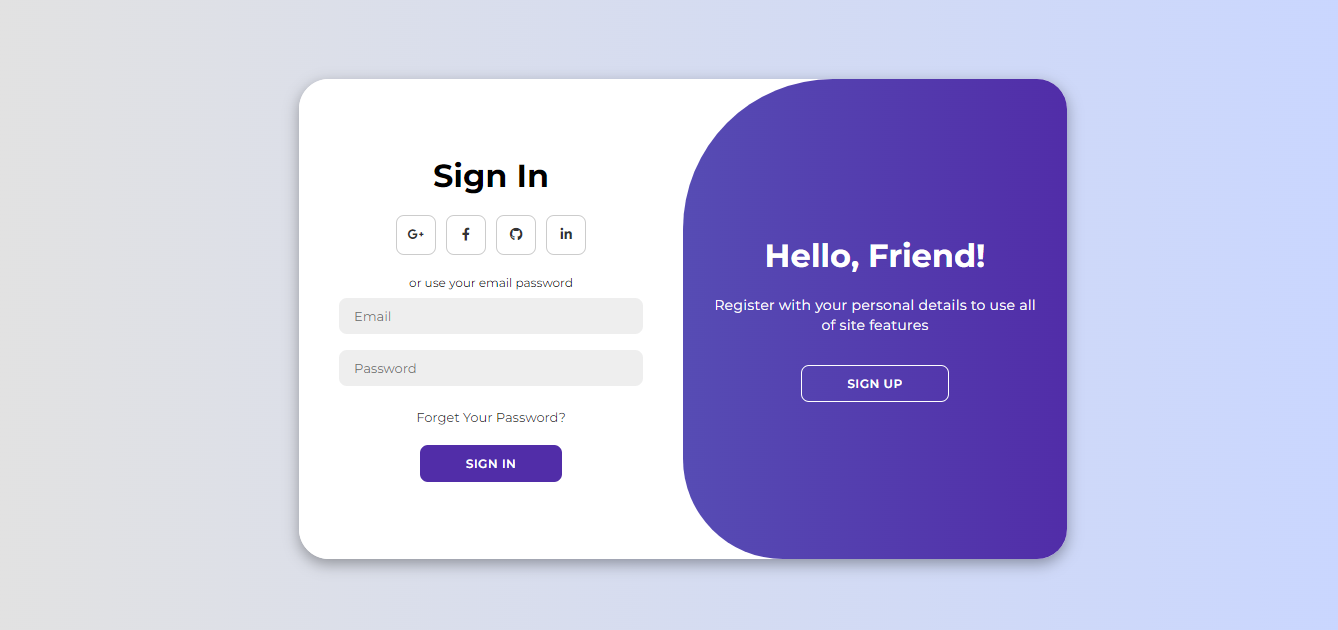 Sign In
G+
f
in
or use your email password
Email
Password
Forget Your Password?
SIGN IN
Hello, Friend!
Register with your personal details to use all
of site features
SIGN UP